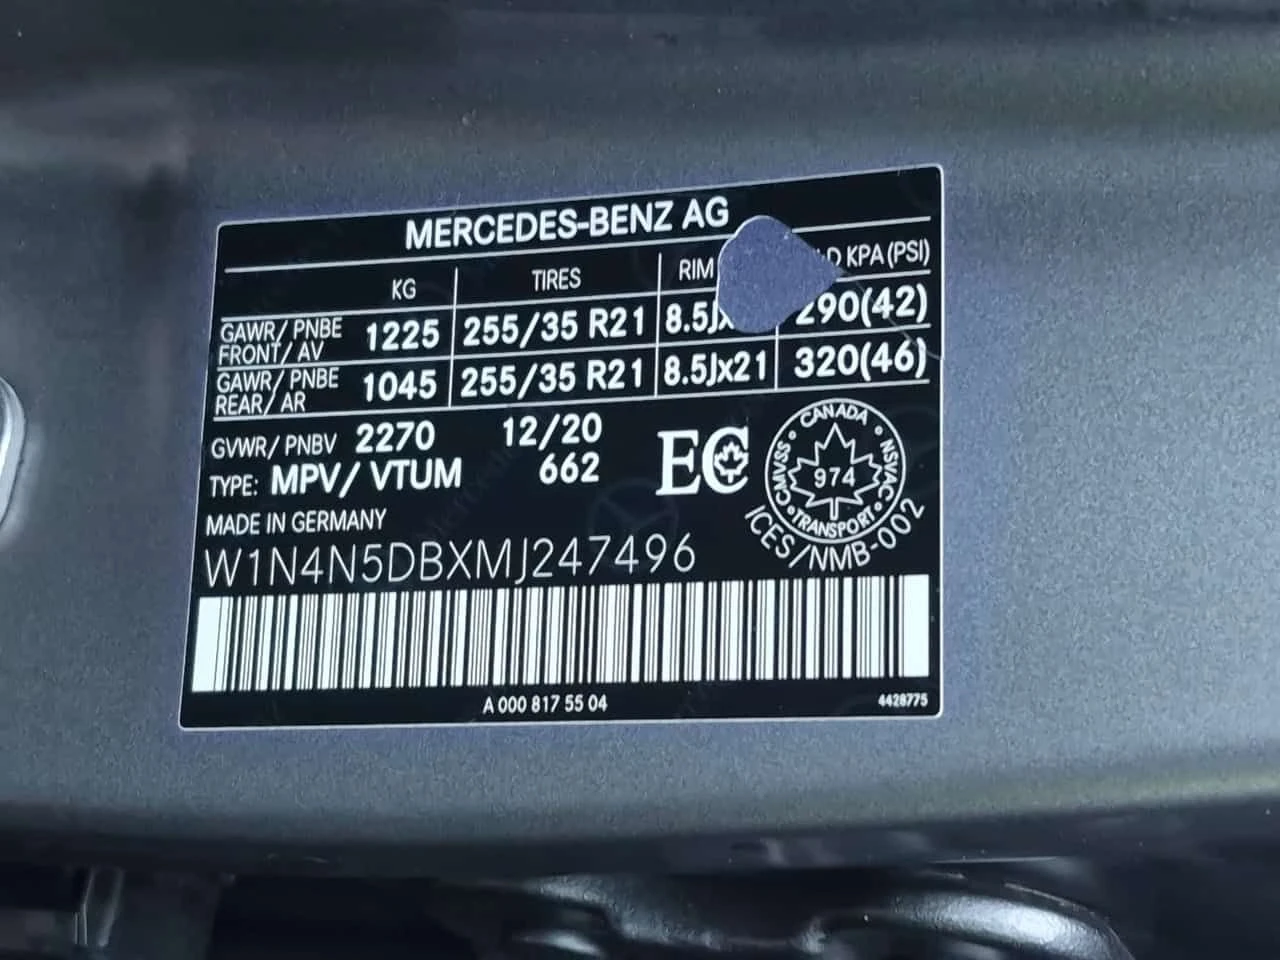 MERCEDES-BENZ AG
KG TIRES RIM KPA (PSI)
GAWR/ PNBE FRONT/ AV 1225 255/35 R21 8.5J 290(42)
GAWR/ PNBE REAR/ AR 1045 255/35 R21 8.5Jx21 320(46)
GVWR/ PNBV 2270 12/20
TYPE: MPV/ VTUM 662
EC
CANADA
CMVSS NSVAC
974
TRANSPORT
ICES/NMB-002
MADE IN GERMANY
W1N4N5DBXMJ247496
A 000 817 55 04
4428775